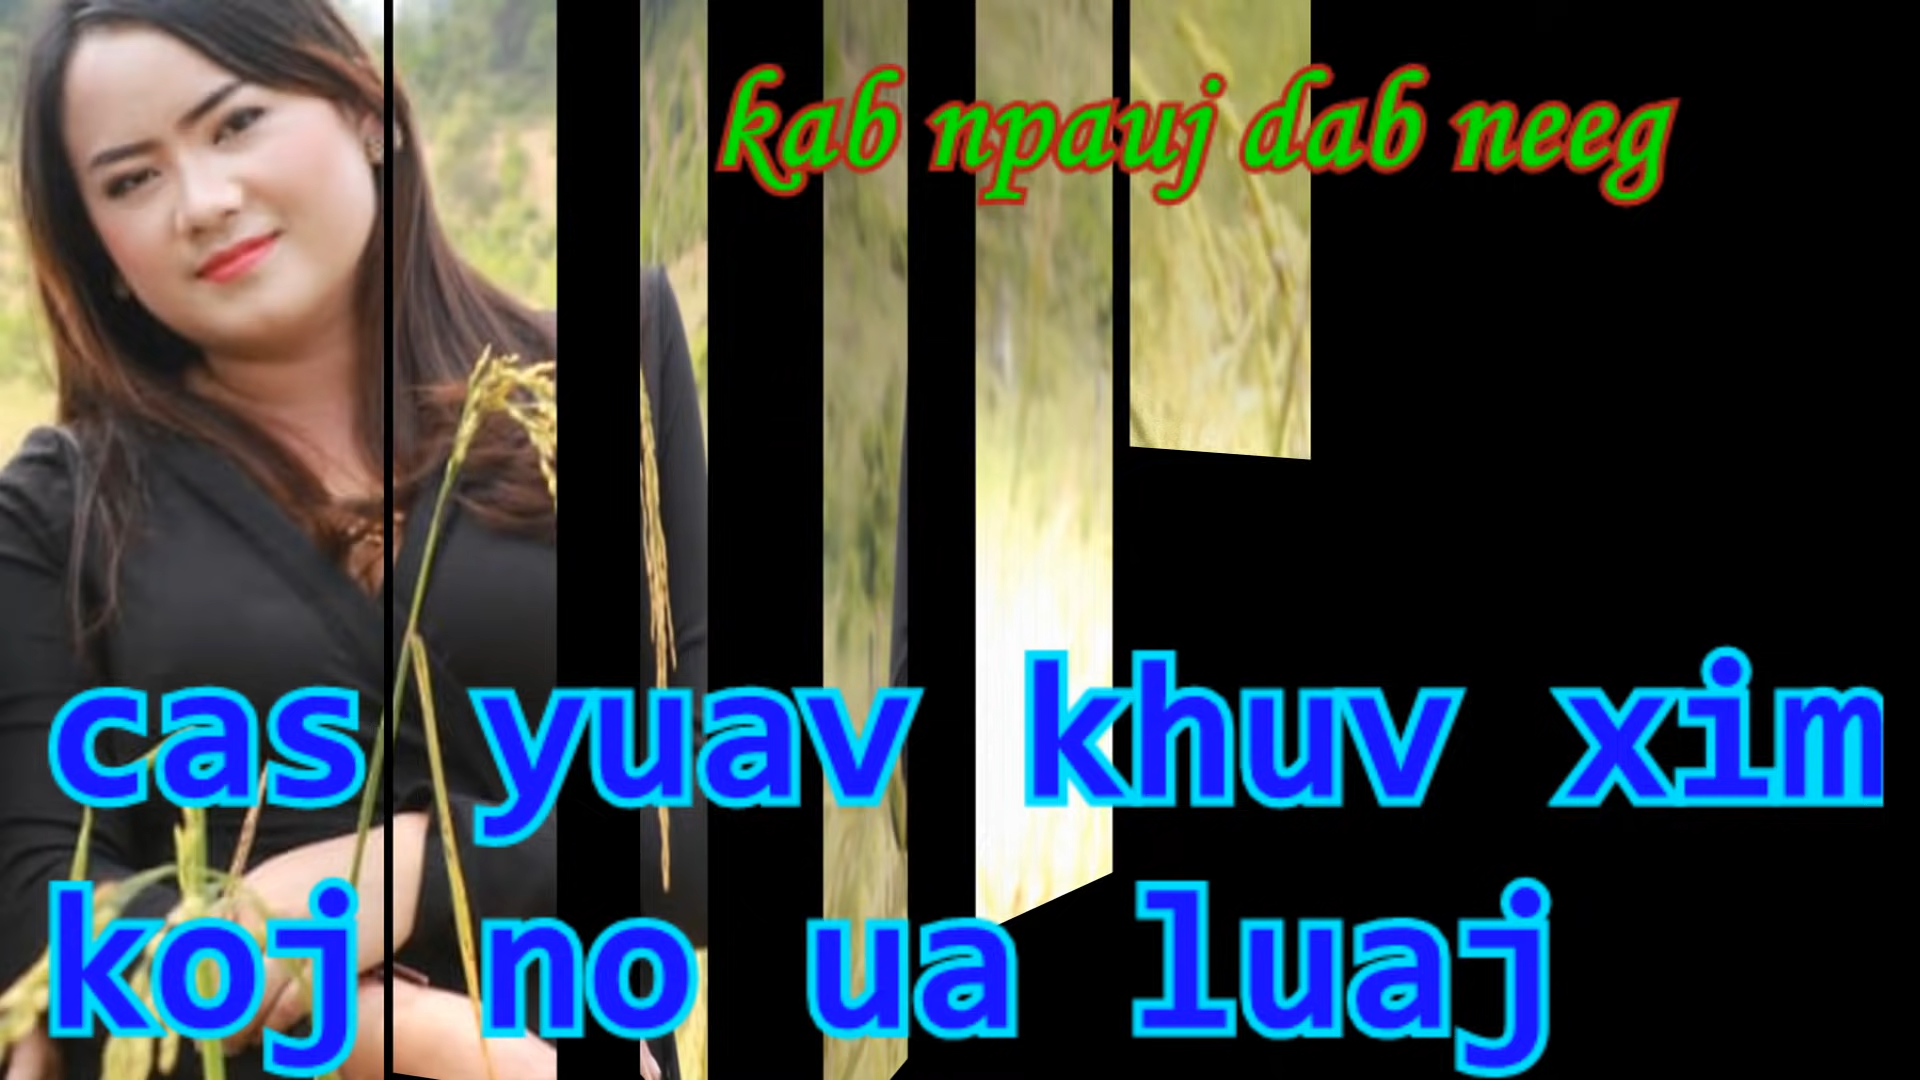 kab npauj dab neeg
cas yuav khuv xim
koj no ua luaj